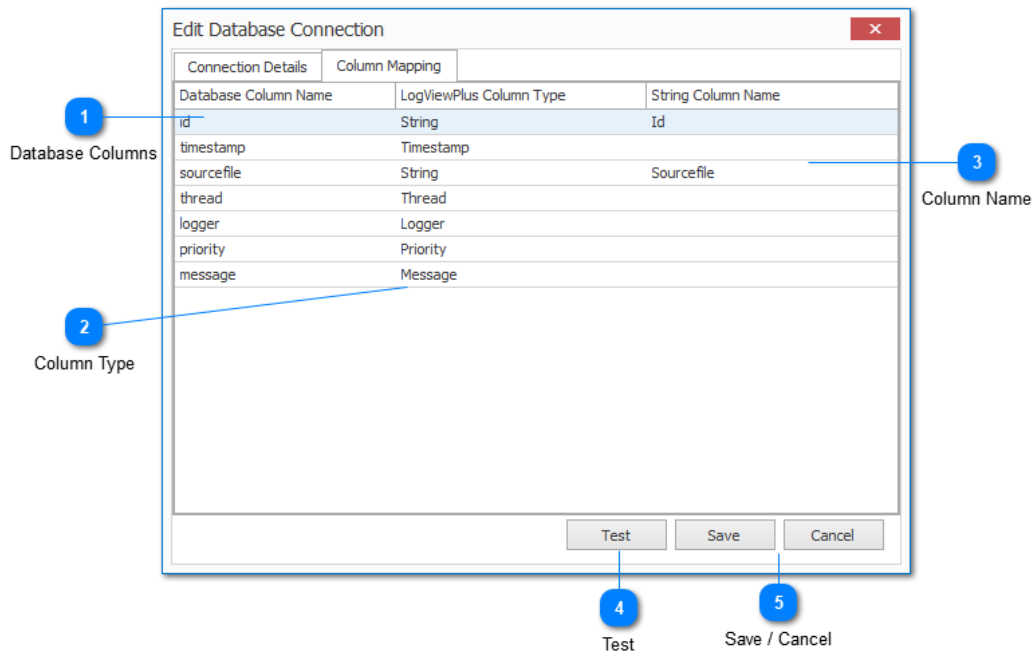 Edit Database Connection
Connection Details Column Mapping
Database Column Name LogViewPlus Column Type String Column Name
id String Id
timestamp Timestamp
sourcefile String Sourcefile
thread Thread
logger Logger
priority Priority
message Message
Test Save Cancel
1
Database Columns
2
Column Type
3
Column Name
4
Test
5
Save / Cancel